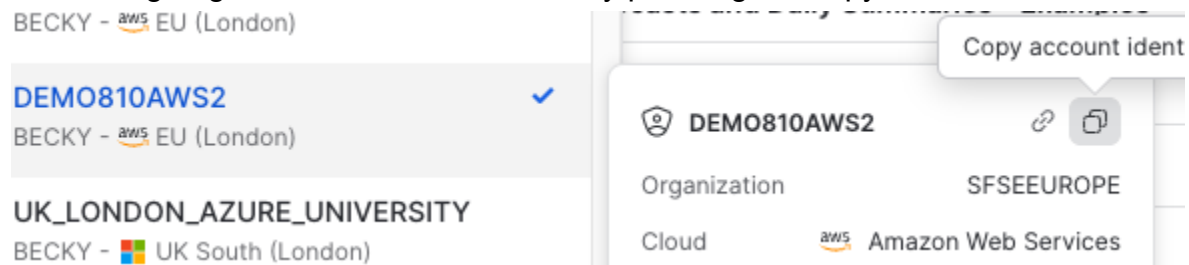 BECKY - aws EU (London)
DEMO810AWS2
BECKY - aws EU (London)
UK_LONDON_AZURE_UNIVERSITY
BECKY - UK South (London)
Copy account ident
DEMO810AWS2
Organization SFSEEUROPE
Cloud aws Amazon Web Services